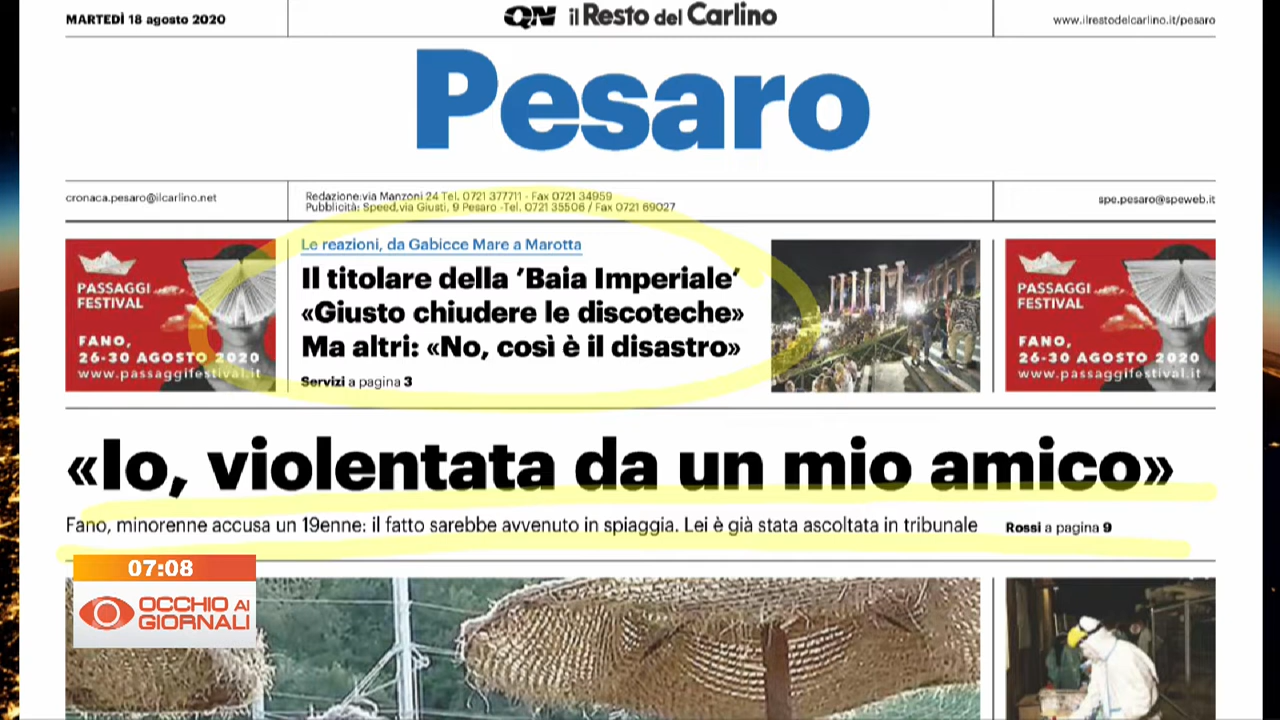 MARTEDÌ 18 agosto 2020
QN il Resto del Carlino
www.ilrestodelcarlino.it/pesaro
Pesaro
cronaca.pesaro@ilcarlino.net
Redazione:via Manzoni 24 Tel. 0721 377711 - Fax 0721 34959
Pubblicità: Speed,via Giusti, 9 Pesaro -Tel. 0721 35506 / Fax 0721 69027
spe.pesaro@speweb.it
PASSAGGI
FESTIVAL
FANO,
26-30 AGOSTO 2020
www.passaggifestival.it
Le reazioni, da Gabicce Mare a Marotta
Il titolare della 'Baia Imperiale'
«Giusto chiudere le discoteche»
Ma altri: «No, così è il disastro»
Servizi a pagina 3
PASSAGGI
FESTIVAL
FANO,
26-30 AGOSTO 2020
www.passaggifestival.it
«Io, violentata da un mio amico»
Fano, minorenne accusa un 19enne: il fatto sarebbe avvenuto in spiaggia. Lei è già stata ascoltata in tribunale
Rossi a pagina 9
07:08
OCCHIO AI
GIORNALI